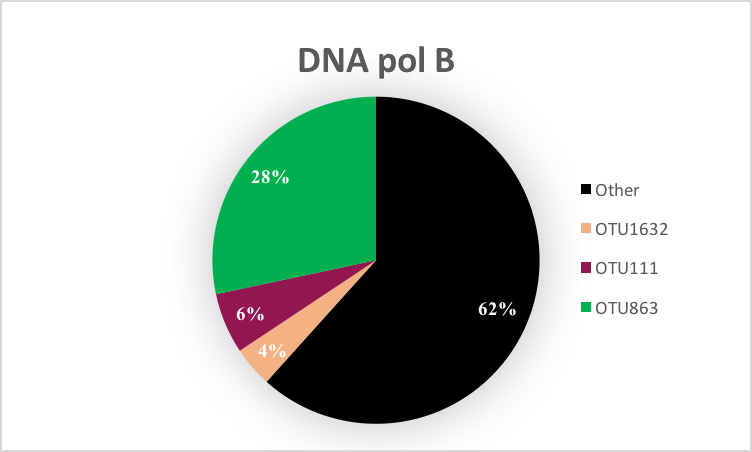 DNA pol B
28%
6%
4%
62%
Other
OTU1632
OTU111
OTU863